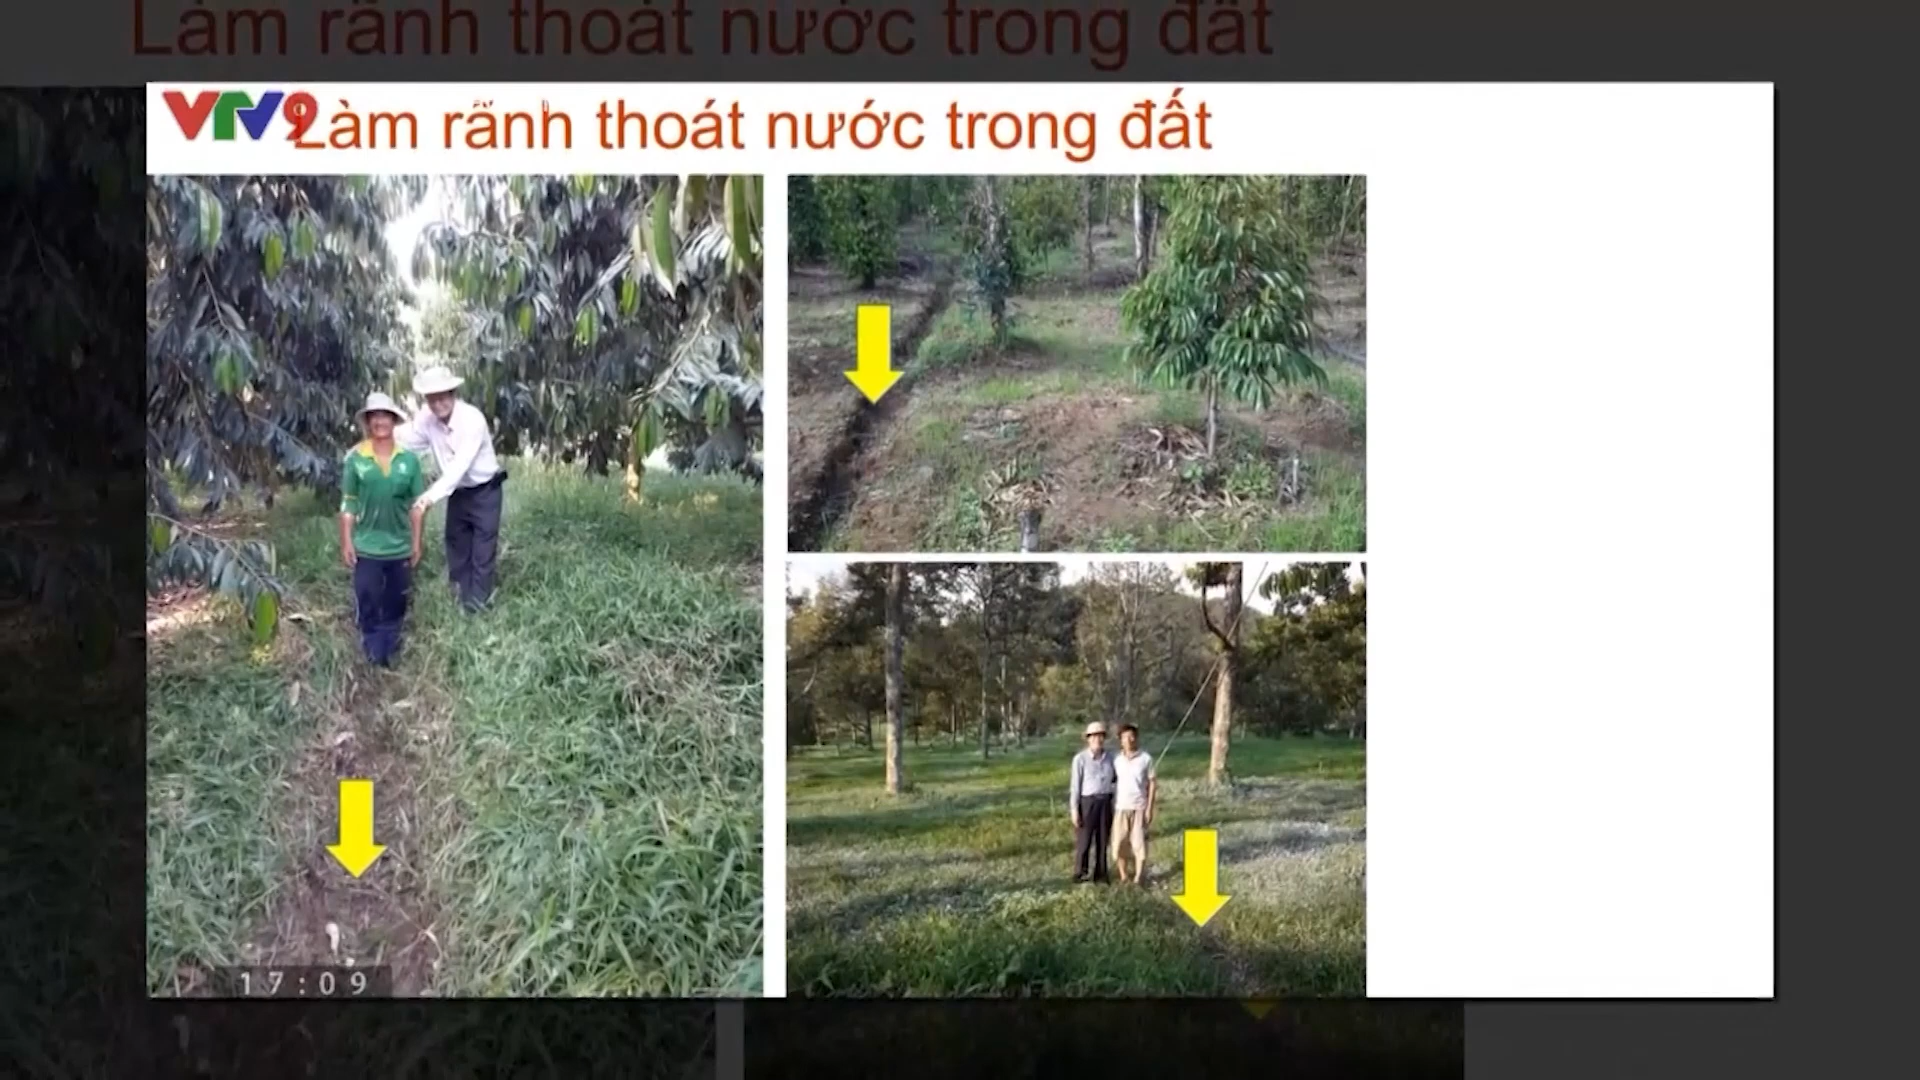 Làm rãnh thoát nước trong đất
VTV9
Làm rãnh thoát nước trong đất
17:09